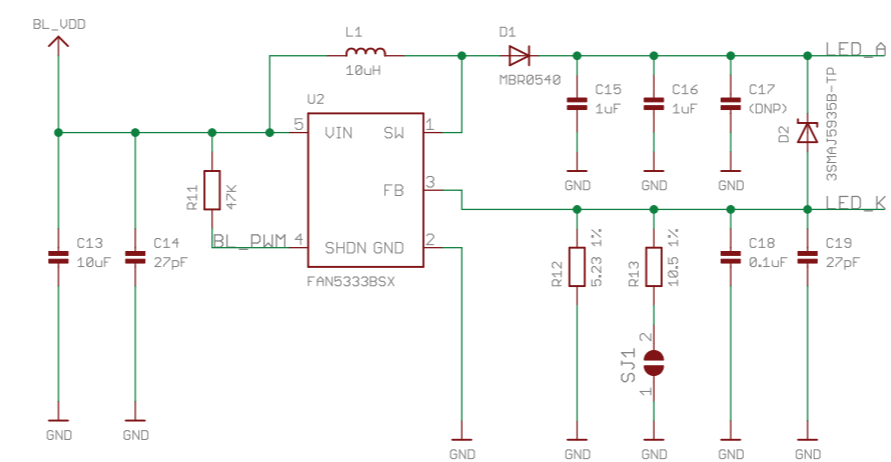 BL_VDD
L1
10uH
D1
MBR0540
LED_A
C15
1uF
C16
1uF
C17
(DNP)
D2
3SMAJ5935B-TP
U2
5
VIN
SW
1
FB
3
R11
47K
BL_PWM
4
SHDN
GND
2
FAN5333BSX
GND
GND
GND
LED_K
C13
10uF
C14
27pF
R12
5.23 1%
R13
10.5 1%
C18
0.1uF
C19
27pF
SJ1
2
1
GND
GND
GND
GND
GND
GND
GND